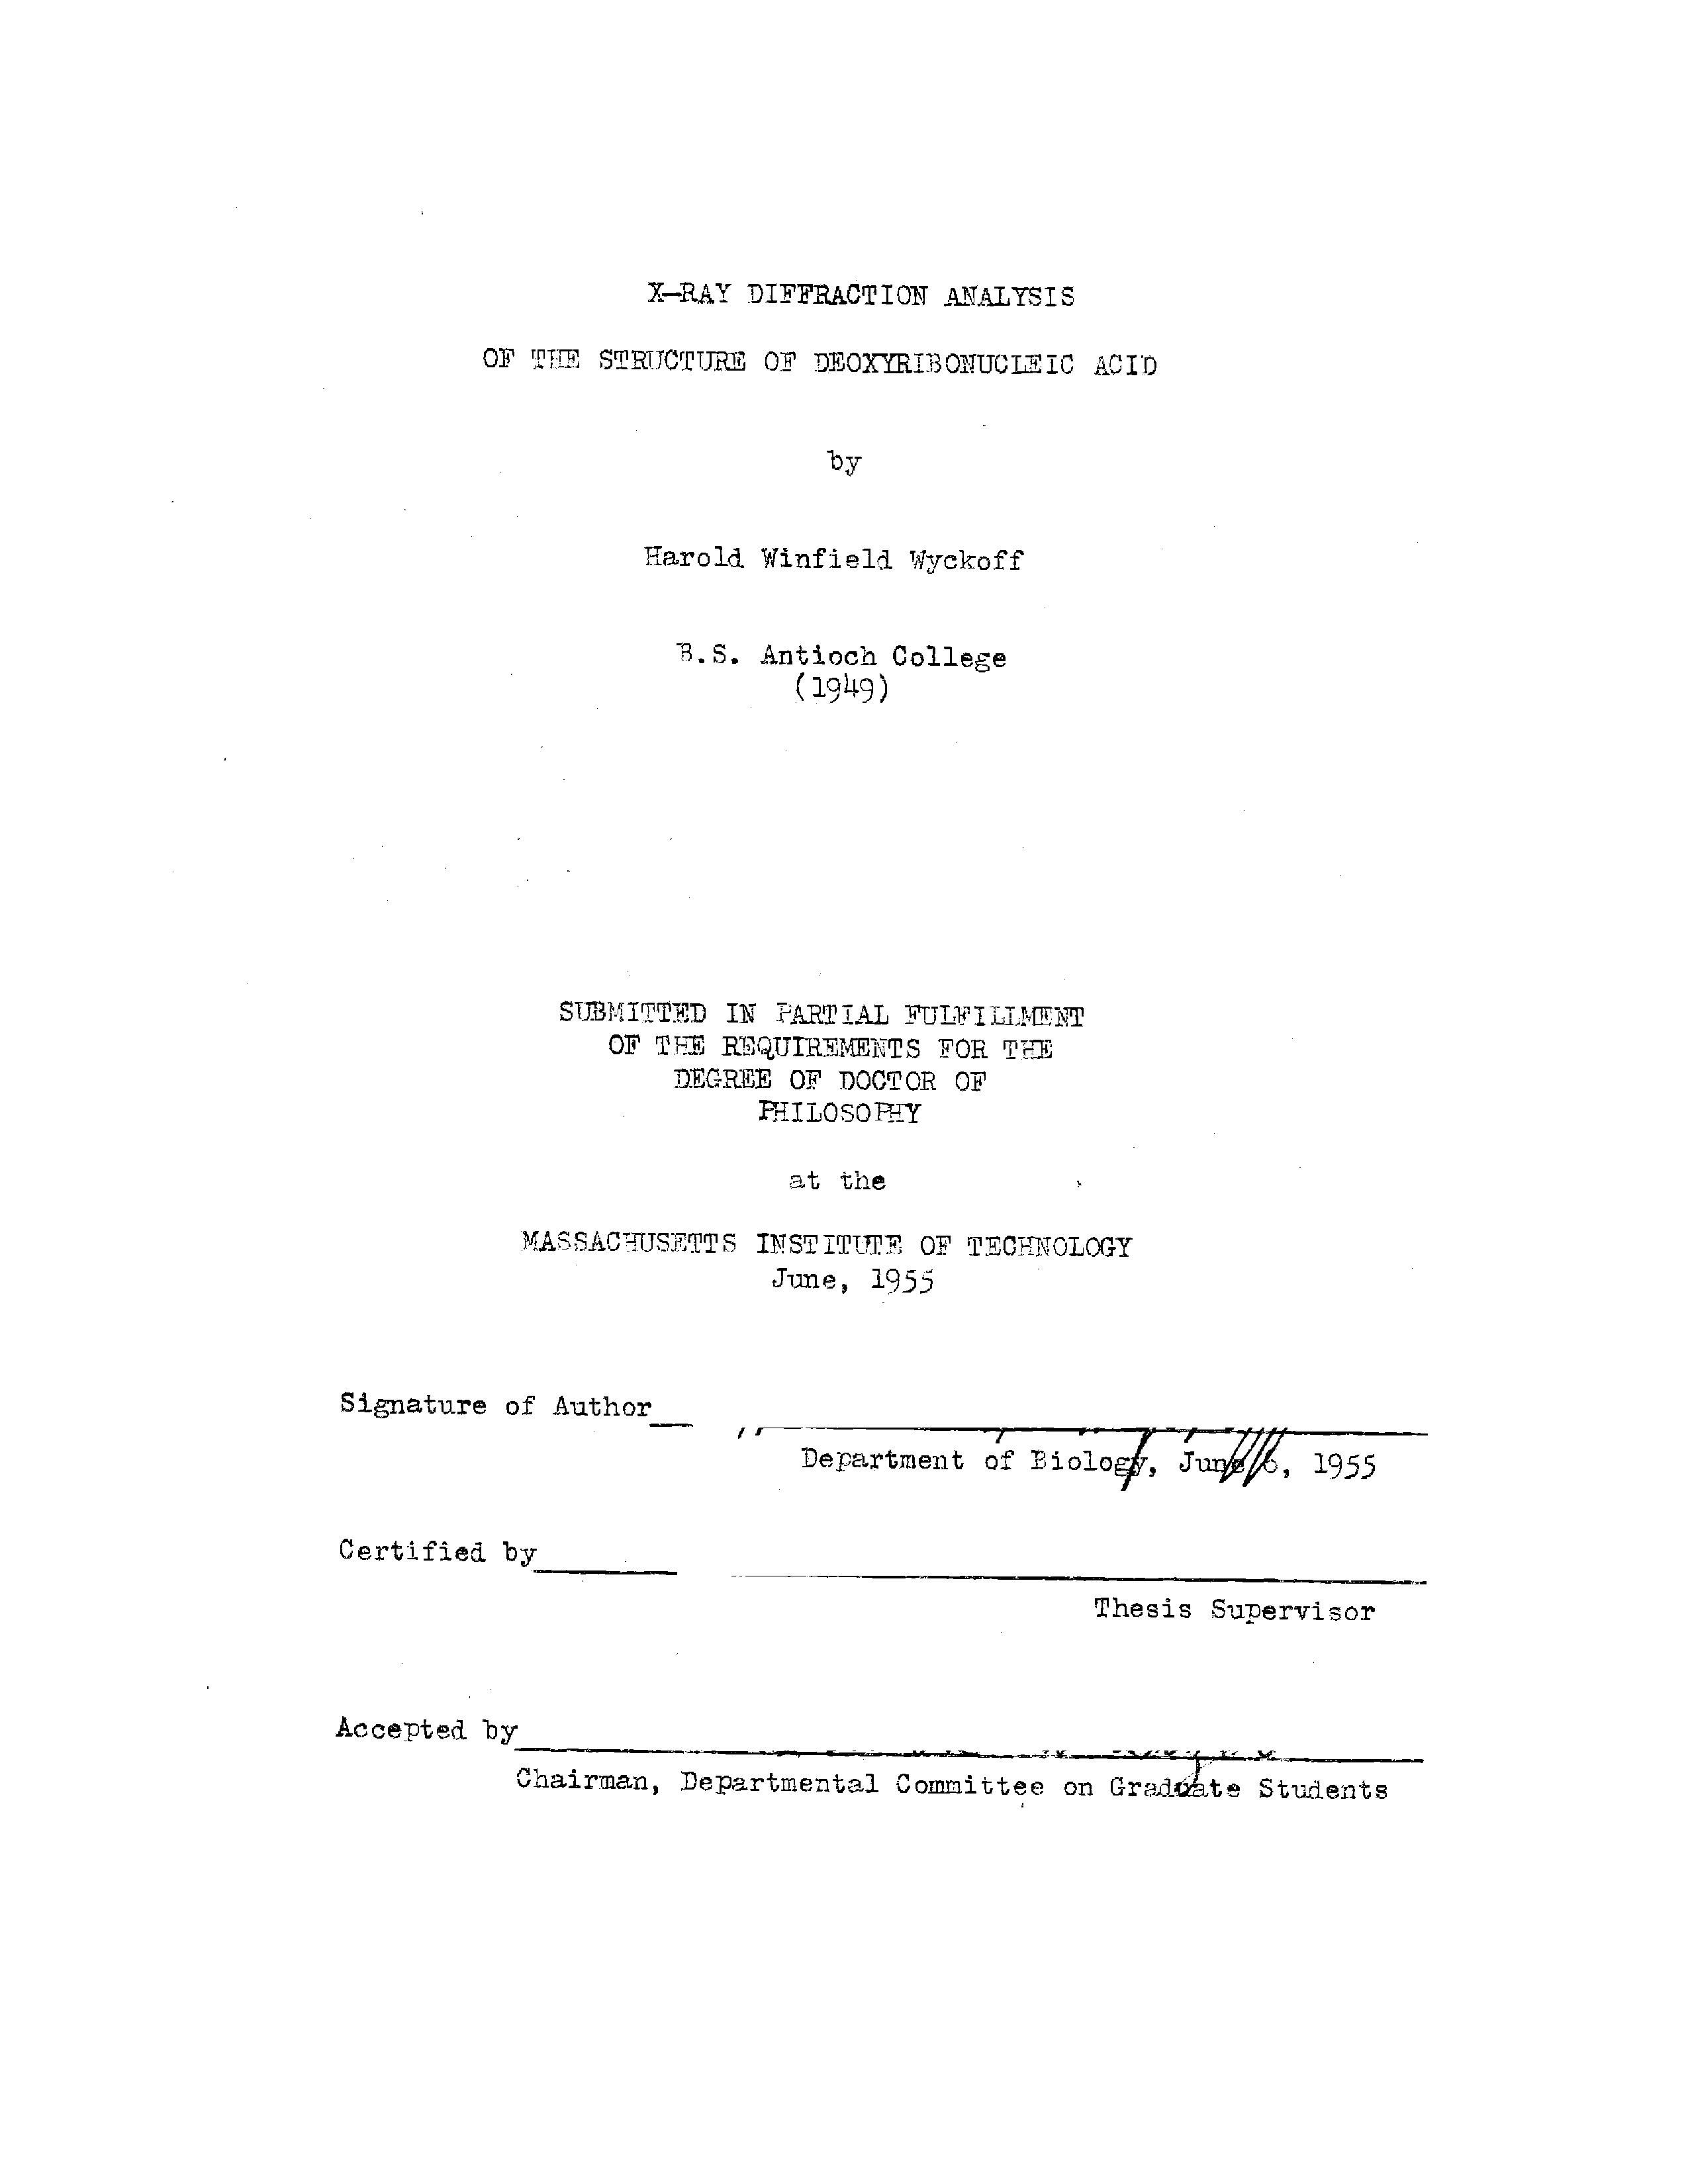 X-RAY DIFFRACTION ANALYSIS
OF THE STRUCTURE OF DEOXYRIBONUCLEIC ACID
by
Harold Winfield Wyckoff
B.S. Antioch College
(1949)
SUBMITTED IN PARTIAL FULFILLMENT
OF THE REQUIREMENTS FOR THE
DEGREE OF DOCTOR OF
PHILOSOPHY
at the
MASSACHUSETTS INSTITUTE OF TECHNOLOGY
June, 1955
Signature of Author
Department of Biology, June 6, 1955
Certified by
Thesis Supervisor
Accepted by
Chairman, Departmental Committee on Graduate Students